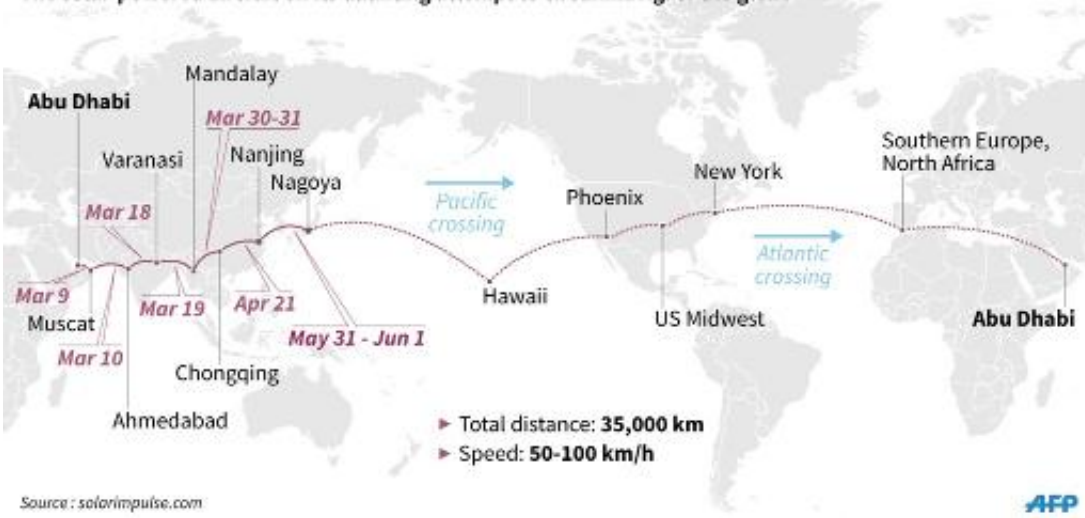 Mandalay
Abu Dhabi
Mar 30-31
Varanasi
Nanjing
Nagoya
Mar 18
Pacific
crossing
Phoenix
New York
Southern Europe,
North Africa
Atlantic
crossing
Mar 9
Muscat
Mar 10
Mar 19
Apr 21
May 31 - Jun 1
Hawaii
US Midwest
Abu Dhabi
Chongqing
Ahmedabad
► Total distance: 35,000 km
► Speed: 50-100 km/h
Source : solarimpulse.com
AFP